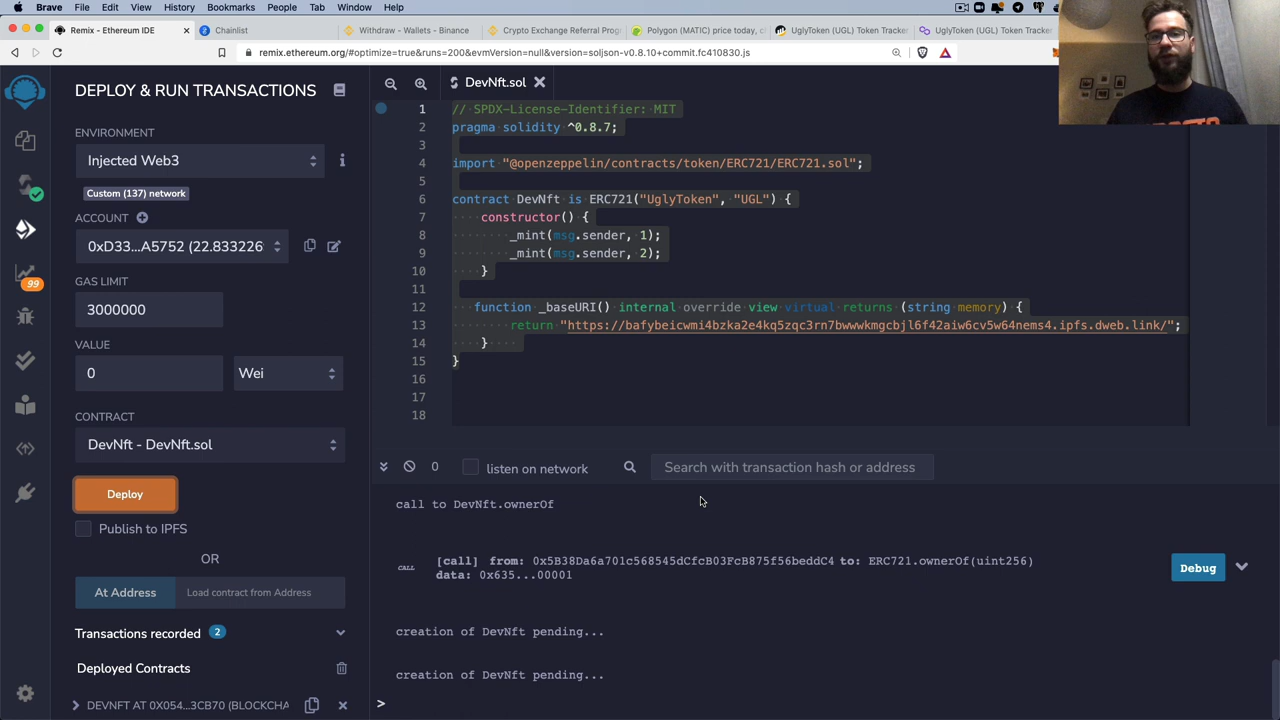 Brave File Edit View History Bookmarks People Tab Window Help
Remix - Ethereum IDE
Chainlist
Withdraw - Wallets - Binance
Crypto Exchange Referral Prog
Polygon (MATIC) price today, c
UglyToken (UGL) Token Tracker
UglyToken (UGL) Token Tracker
remix.ethereum.org/#optimize=true&runs=200&evmVersion=null&version=soljson-v0.8.10+commit.fc410830.js
DEPLOY & RUN TRANSACTIONS
ENVIRONMENT
Injected Web3
Custom (137) network
ACCOUNT
0xD33...A5752 (22.833226
GAS LIMIT
3000000
VALUE
0
Wei
CONTRACT
DevNft - DevNft.sol
Deploy
Publish to IPFS
OR
At Address
Load contract from Address
Transactions recorded 2
Deployed Contracts
DEVNFT AT 0X054...3CB70 (BLOCKCHA
99
DevNft.sol
1 // SPDX-License-Identifier: MIT
2 pragma solidity ^0.8.7;
3
4 import "@openzeppelin/contracts/token/ERC721/ERC721.sol";
5
6 contract DevNft is ERC721("UglyToken", "UGL") {
7 constructor() {
8 _mint(msg.sender, 1);
9 _mint(msg.sender, 2);
10 }
11
12 function _baseURI() internal override view virtual returns (string memory) {
13 return "https://bafybeicwmi4bzka2e4kq5zqc3rn7bwwwkmgcbjl6f42aiw6cv5w64nems4.ipfs.dweb.link/";
14 }
15 }
16
17
18
0
listen on network
Search with transaction hash or address
call to DevNft.ownerOf
CALL
[call] from: 0x5B38Da6a701c568545dCfcB03FcB875f56beddC4 to: ERC721.ownerOf(uint256)
data: 0x635...00001
Debug
creation of DevNft pending...
creation of DevNft pending...
>